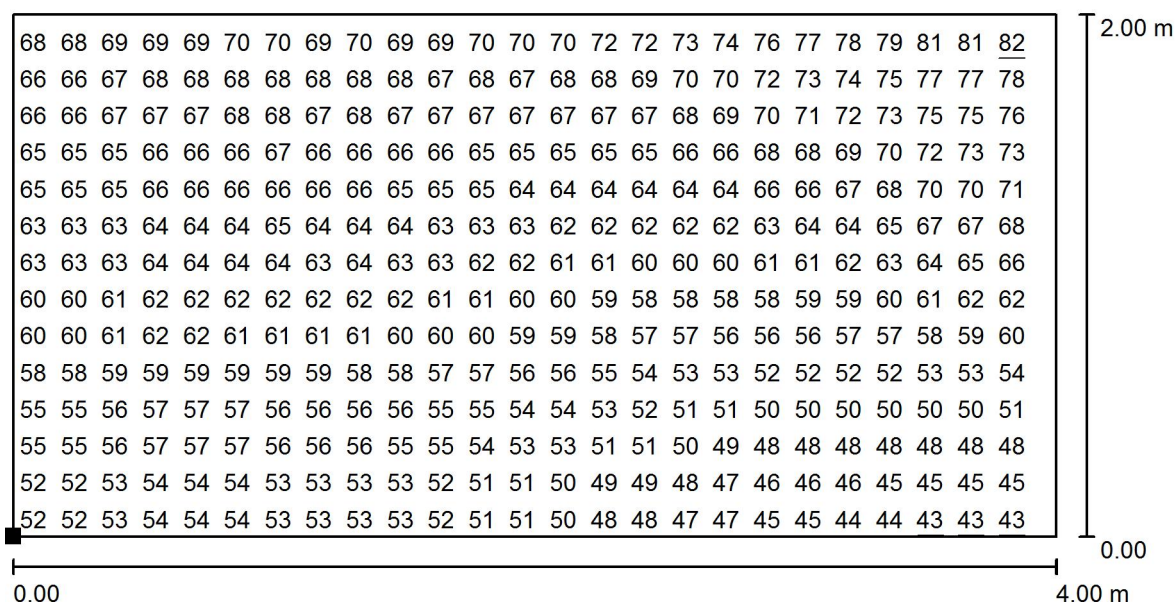 68 68 69 69 69 70 70 69 70 69 69 70 70 70 72 72 73 74 76 77 78 79 81 81 82
2.00 m
66 66 67 68 68 68 68 68 68 68 67 68 67 68 68 69 70 70 72 73 74 75 77 77 78
66 66 67 67 67 68 68 67 68 67 67 67 67 67 67 67 68 69 70 71 72 73 75 75 76
65 65 65 66 66 66 67 66 66 66 66 65 65 65 65 65 66 66 68 68 69 70 72 73 73
65 65 65 66 66 66 66 66 66 65 65 65 64 64 64 64 64 64 66 66 67 68 70 70 71
63 63 63 64 64 64 65 64 64 64 63 63 63 62 62 62 62 62 63 64 64 65 67 67 68
63 63 63 64 64 64 64 63 64 63 63 62 62 61 61 60 60 60 61 61 62 63 64 65 66
60 60 61 62 62 62 62 62 62 62 61 61 60 60 59 58 58 58 58 59 59 60 61 62 62
60 60 61 62 62 61 61 61 61 60 60 60 59 59 58 57 57 56 56 56 57 57 58 59 60
58 58 59 59 59 59 59 59 58 58 57 57 56 56 55 54 53 53 52 52 52 52 53 53 54
55 55 56 57 57 57 56 56 56 56 55 55 54 54 53 52 51 51 50 50 50 50 50 50 51
55 55 56 57 57 57 56 56 56 55 55 54 53 53 51 51 50 49 48 48 48 48 48 48 48
52 52 53 54 54 54 53 53 53 53 52 51 51 50 49 49 48 47 46 46 46 45 45 45 45
52 52 53 54 54 54 53 53 53 53 52 51 51 50 48 48 47 47 45 45 44 44 43 43 43
0.00
0.00
4.00 m